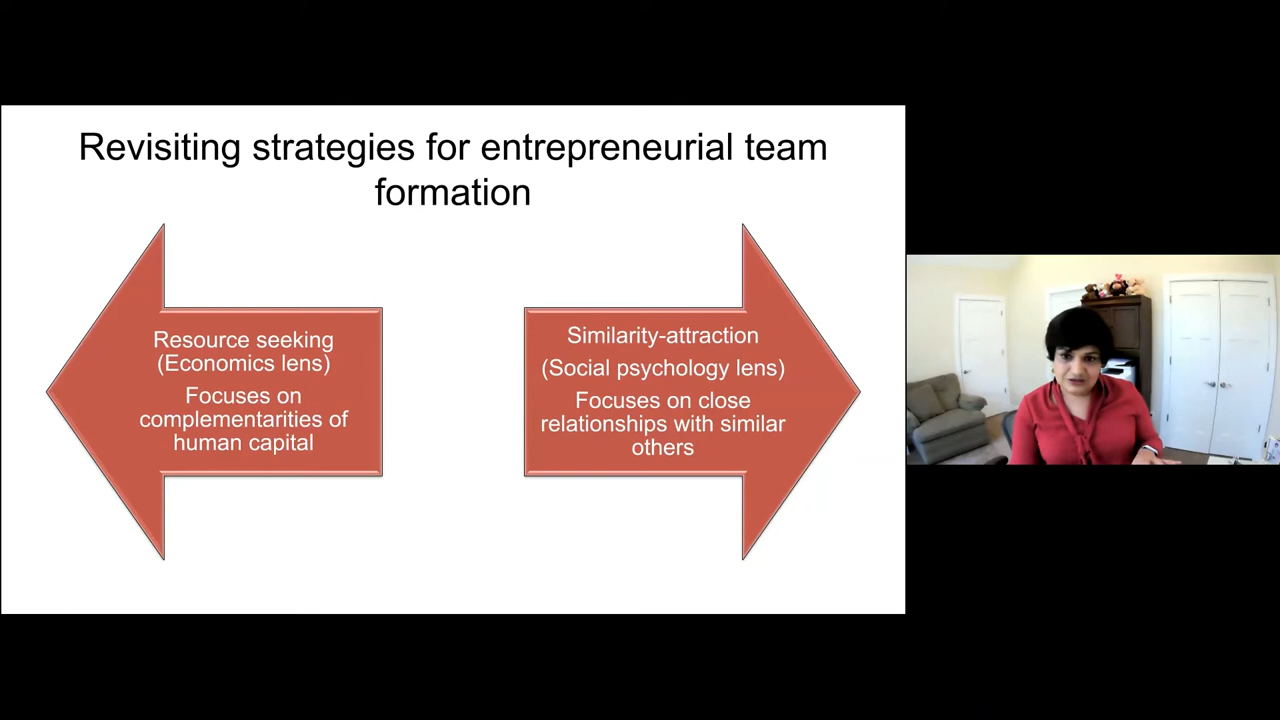 Revisiting strategies for entrepreneurial team
formation
Resource seeking
(Economics lens)
Focuses on
complementarities of
human capital
Similarity-attraction
(Social psychology lens)
Focuses on close
relationships with similar
others